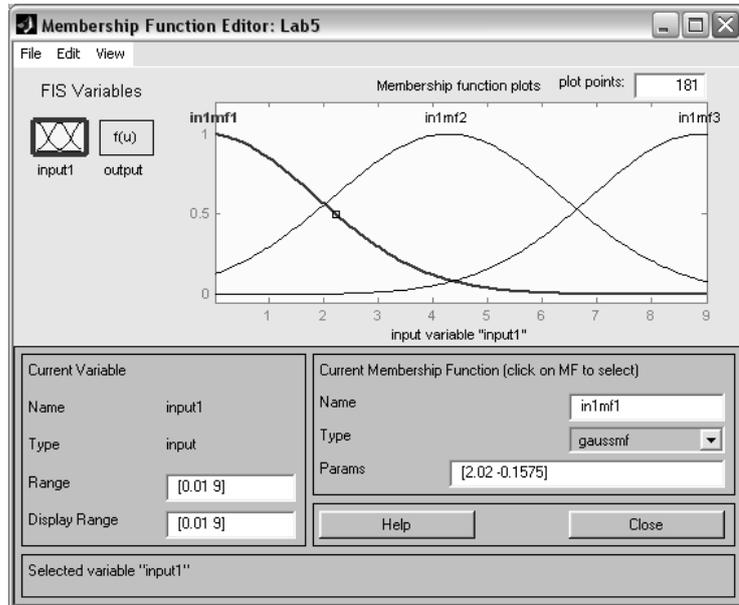 Membership Function Editor: Lab5
File Edit View
FIS Variables
Membership function plots
plot points:
181
in1mf1
in1mf2
in1mf3
f(u)
input1
output
1
0.5
0
1 2 3 4 5 6 7 8 9
input variable "input1"
Current Variable
Name
input1
Type
input
Range
[0.01 9]
Display Range
[0.01 9]
Current Membership Function (click on MF to select)
Name
in1mf1
Type
gaussmf
Params
[2.02 -0.1575]
Help
Close
Selected variable "input1"